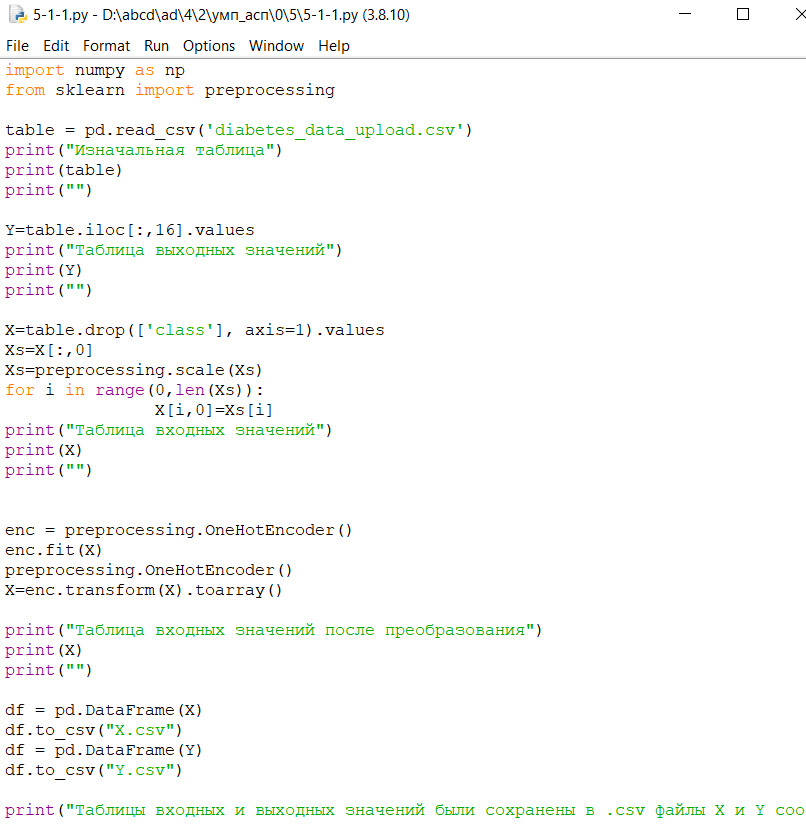 5-1-1.py - D:\abcd\ad\4\2\умп_асп\0\5\5-1-1.py (3.8.10)
File Edit Format Run Options Window Help
import numpy as np
from sklearn import preprocessing

table = pd.read_csv('diabetes_data_upload.csv')
print("Изначальная таблица")
print(table)
print("")

Y=table.iloc[:,16].values
print("Таблица выходных значений")
print(Y)
print("")

X=table.drop(['class'], axis=1).values
Xs=X[:,0]
Xs=preprocessing.scale(Xs)
for i in range(0,len(Xs)):
               X[i,0]=Xs[i]
print("Таблица входных значений")
print(X)
print("")

enc = preprocessing.OneHotEncoder()
enc.fit(X)
preprocessing.OneHotEncoder()
X=enc.transform(X).toarray()

print("Таблица входных значений после преобразования")
print(X)
print("")

df = pd.DataFrame(X)
df.to_csv("X.csv")
df = pd.DataFrame(Y)
df.to_csv("Y.csv")

print("Таблицы входных и выходных значений были сохранены в .csv файлы X и Y соо